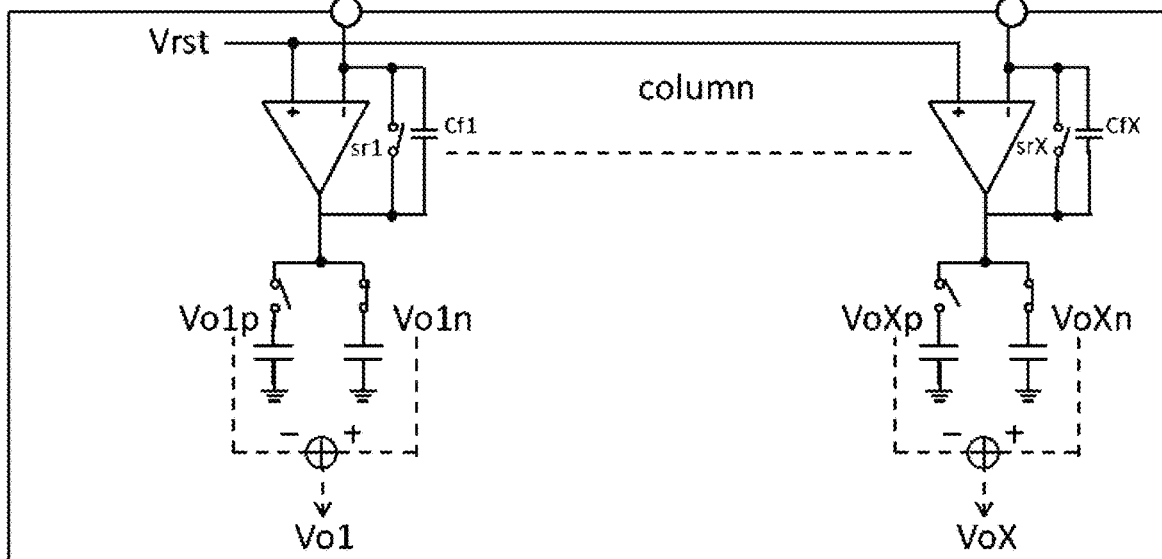 Vrst
column
+ − + −
sr1 Cf1 srX CfX
Vo1p Vo1n VoXp VoXn
− + − +
Vo1 VoX